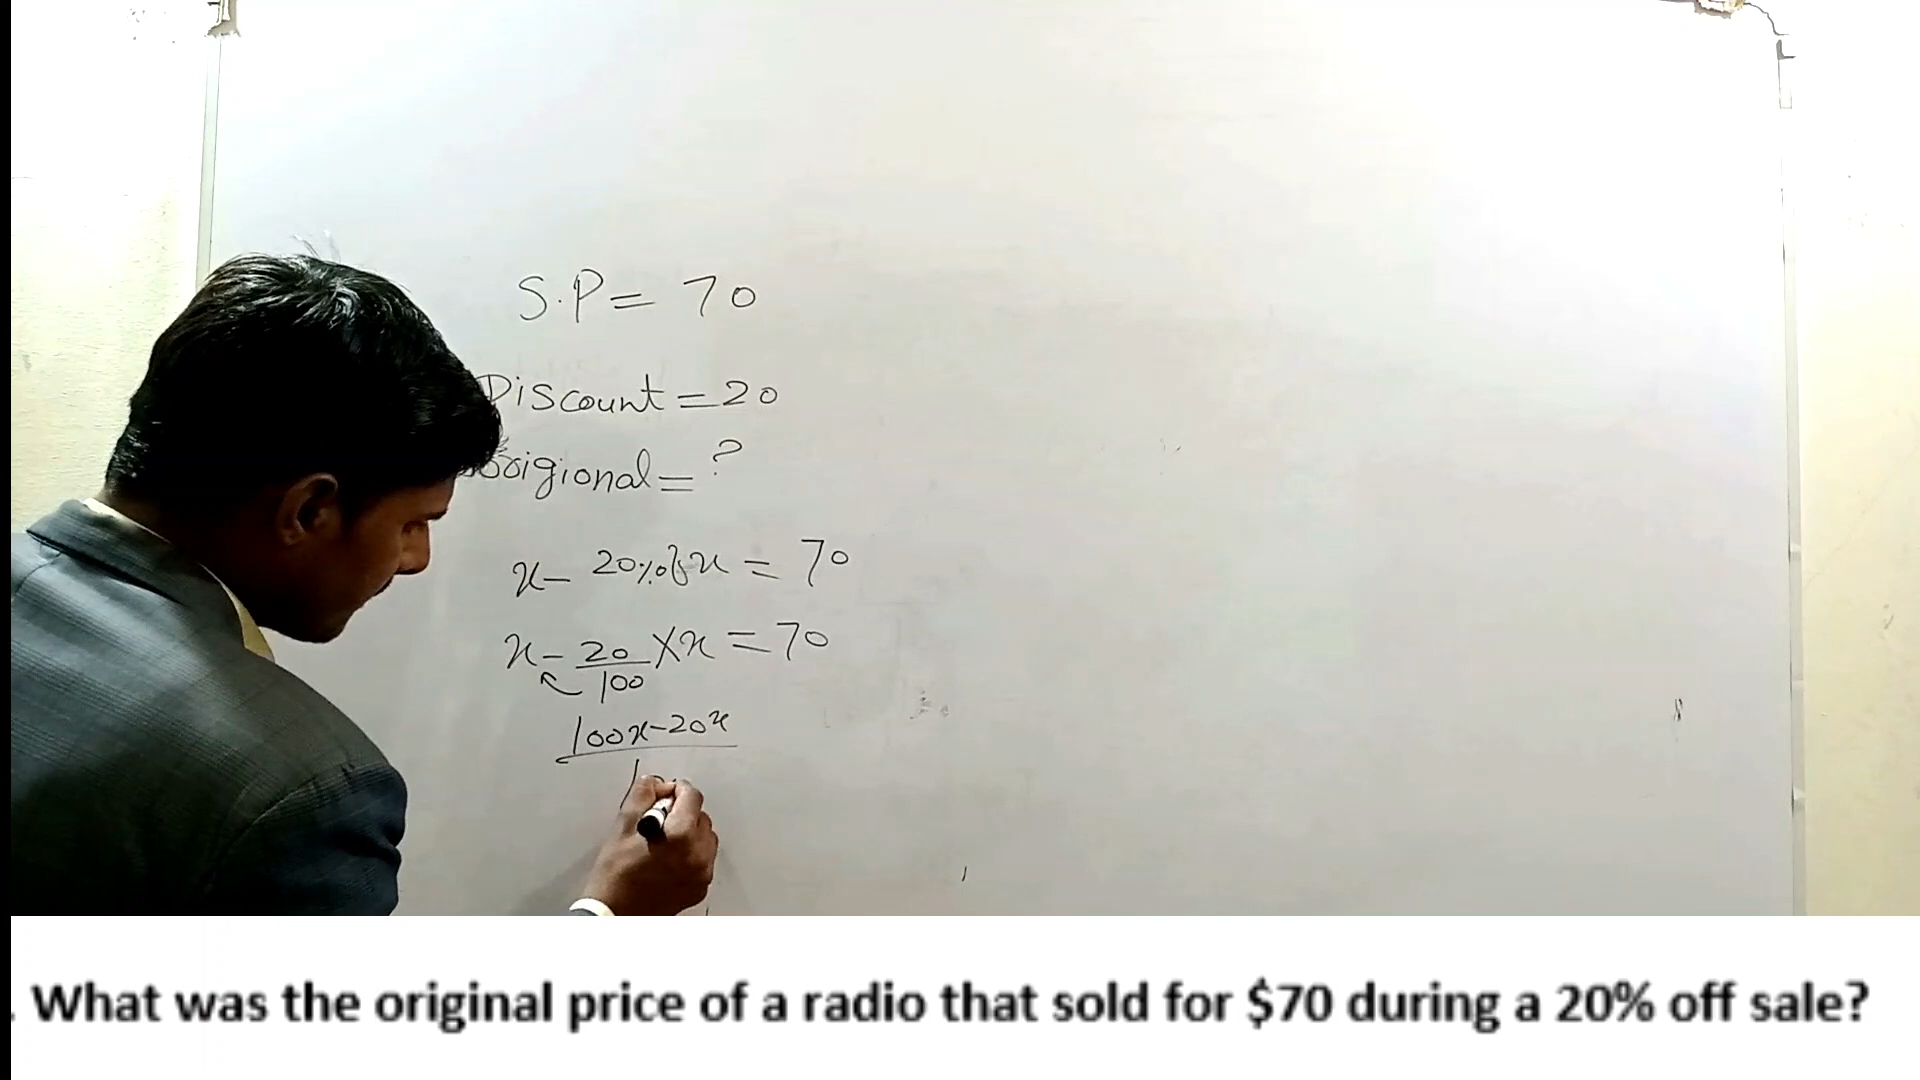 S.P = 70
Discount = 20
origional = ?
x - 20% of x = 70
x - 20/100 × x = 70
100x - 20x
What was the original price of a radio that sold for $70 during a 20% off sale?